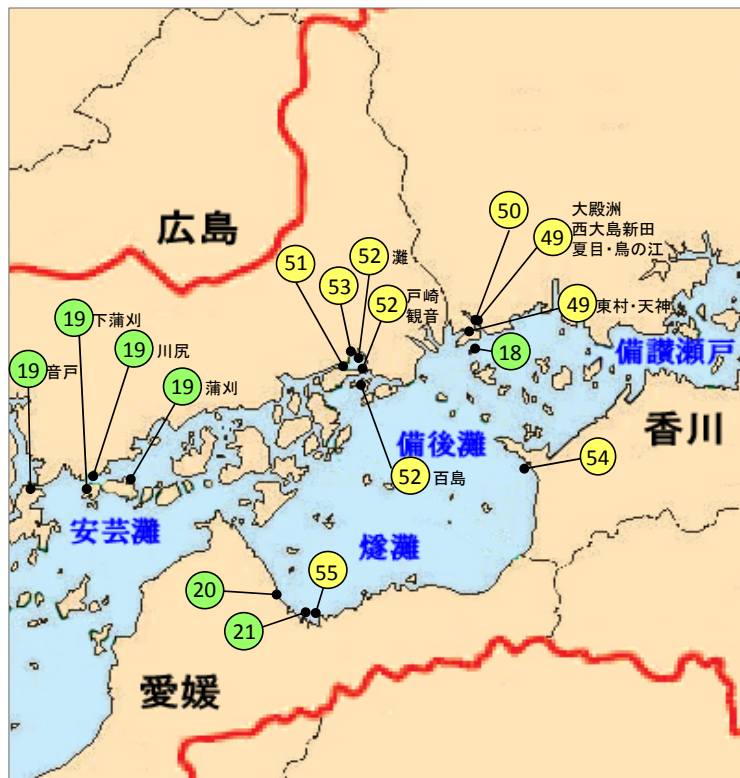 50
大殿洲
西大島新田
夏目・鳥の江
49
広島
52
灘
51
53
52
戸崎
観音
49
東村・天神
19
下蒲刈
19
川尻
18
備讃瀬戸
19
音戸
19
蒲刈
香川
備後灘
54
52
百島
安芸灘
燧灘
55
20
21
愛媛